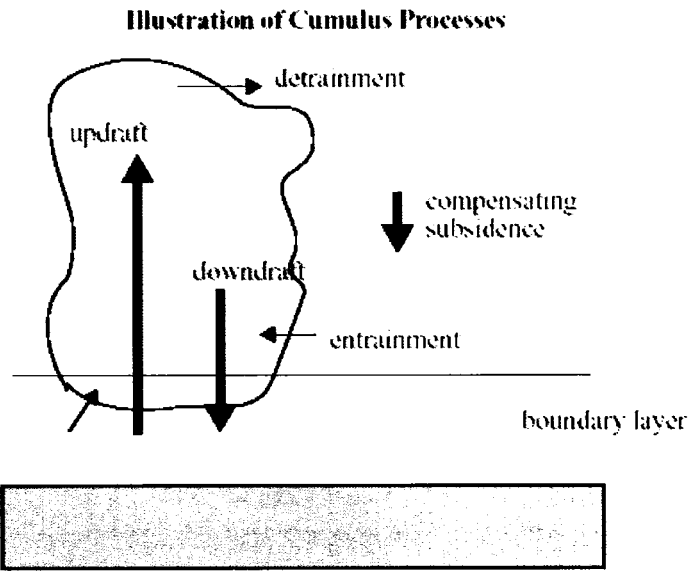 Illustration of Cumulus Processes
detrainment
updraft
compensating
subsidence
downdraft
entrainment
boundary layer